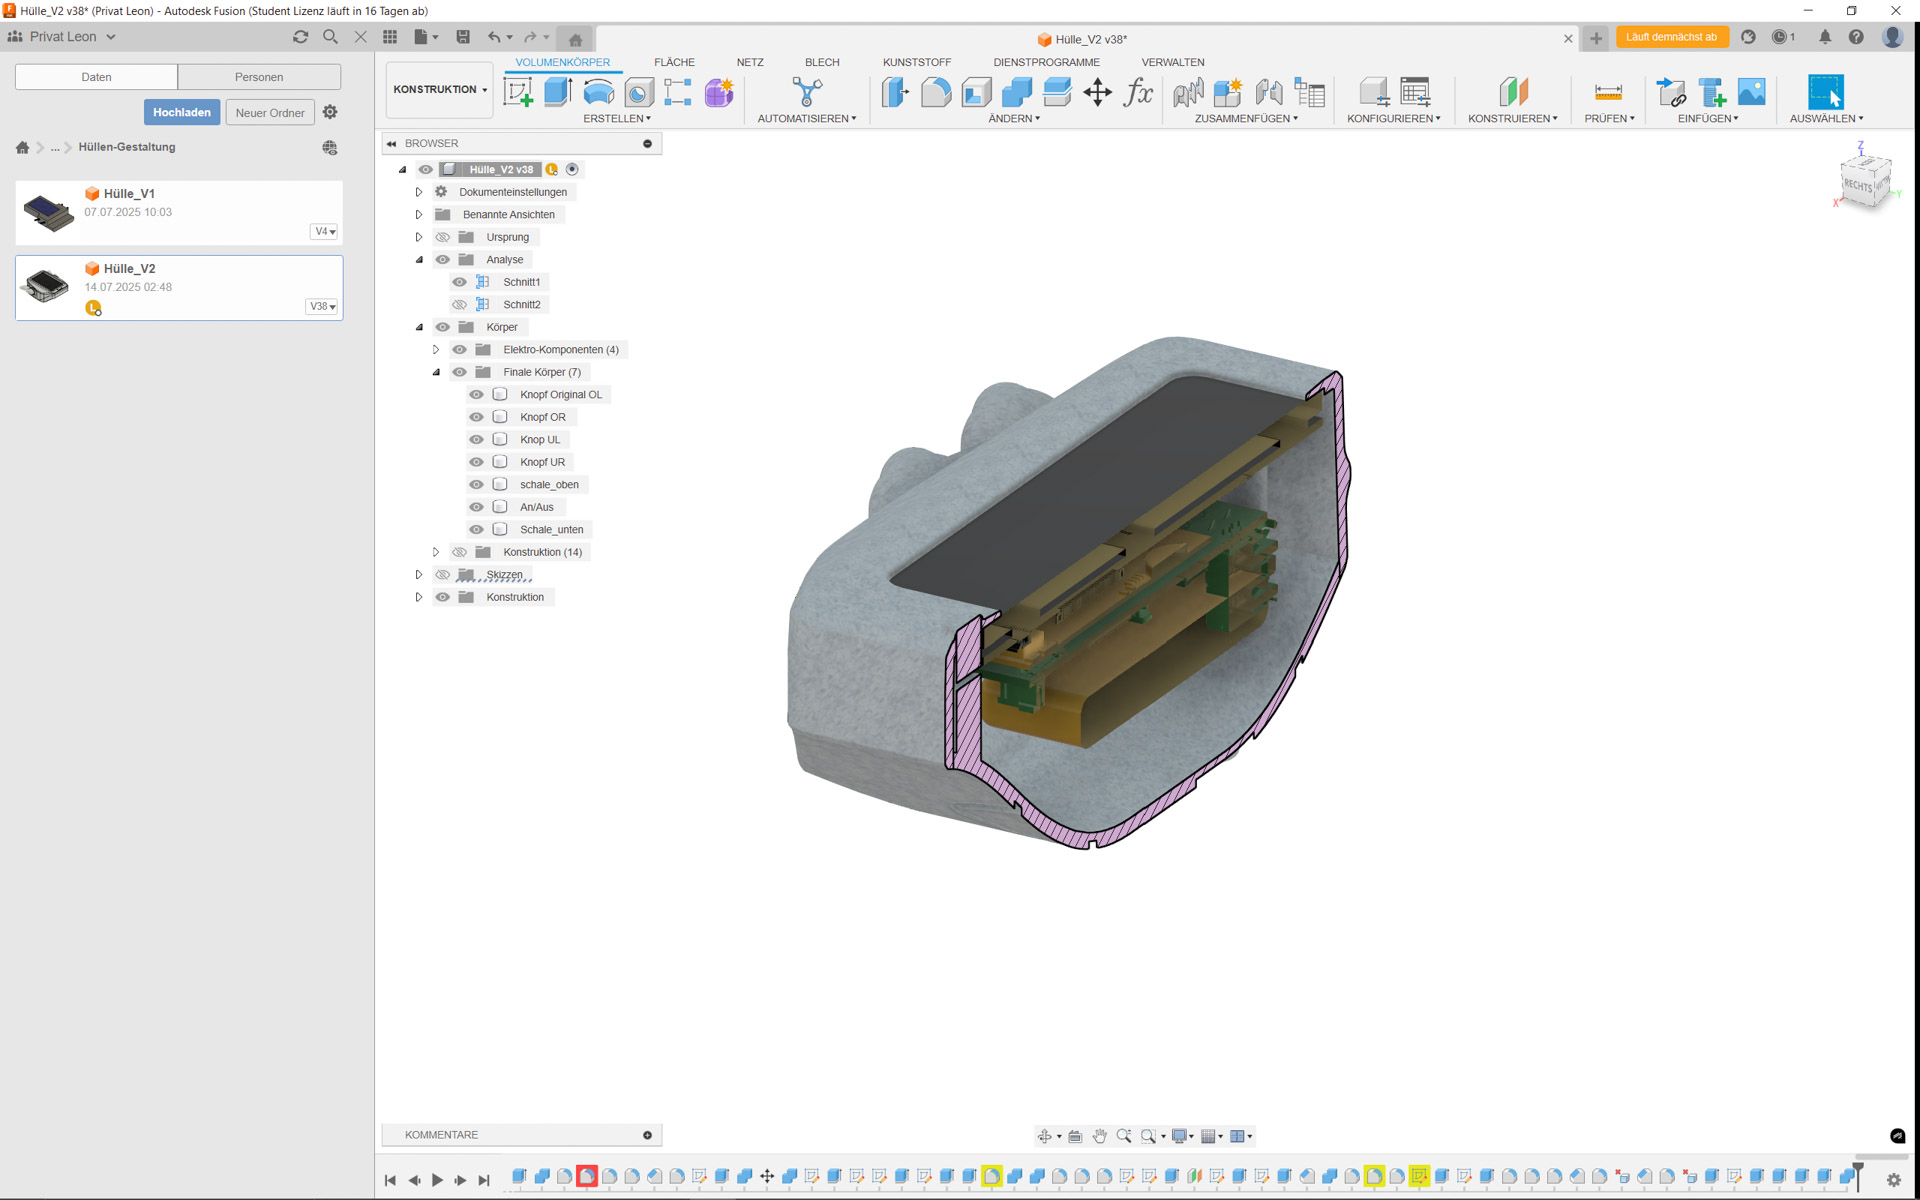 Hülle_V2 v38* (Privat Leon) - Autodesk Fusion (Student Lizenz läuft in 16 Tagen ab)
Privat Leon
Hülle_V2 v38*
Läuft demnächst ab
1
Daten
Personen
Hochladen
Neuer Ordner
... Hüllen-Gestaltung
Hülle_V1
07.07.2025 10:03
V4
Hülle_V2
14.07.2025 02:48
L
V38
KONSTRUKTION
VOLUMENKÖRPER
FLÄCHE
NETZ
BLECH
KUNSTSTOFF
DIENSTPROGRAMME
VERWALTEN
fx
ERSTELLEN
AUTOMATISIEREN
ÄNDERN
ZUSAMMENFÜGEN
KONFIGURIEREN
KONSTRUIEREN
PRÜFEN
EINFÜGEN
AUSWÄHLEN
BROWSER
Hülle_V2 v38
L
Dokumenteinstellungen
Benannte Ansichten
Ursprung
Analyse
Schnitt1
Schnitt2
Körper
Elektro-Komponenten (4)
Finale Körper (7)
Knopf Original OL
Knopf OR
Knop UL
Knopf UR
schale_oben
An/Aus
Schale_unten
Konstruktion (14)
Skizzen
Konstruktion
Z
RECHTS
X
Y
KOMMENTARE